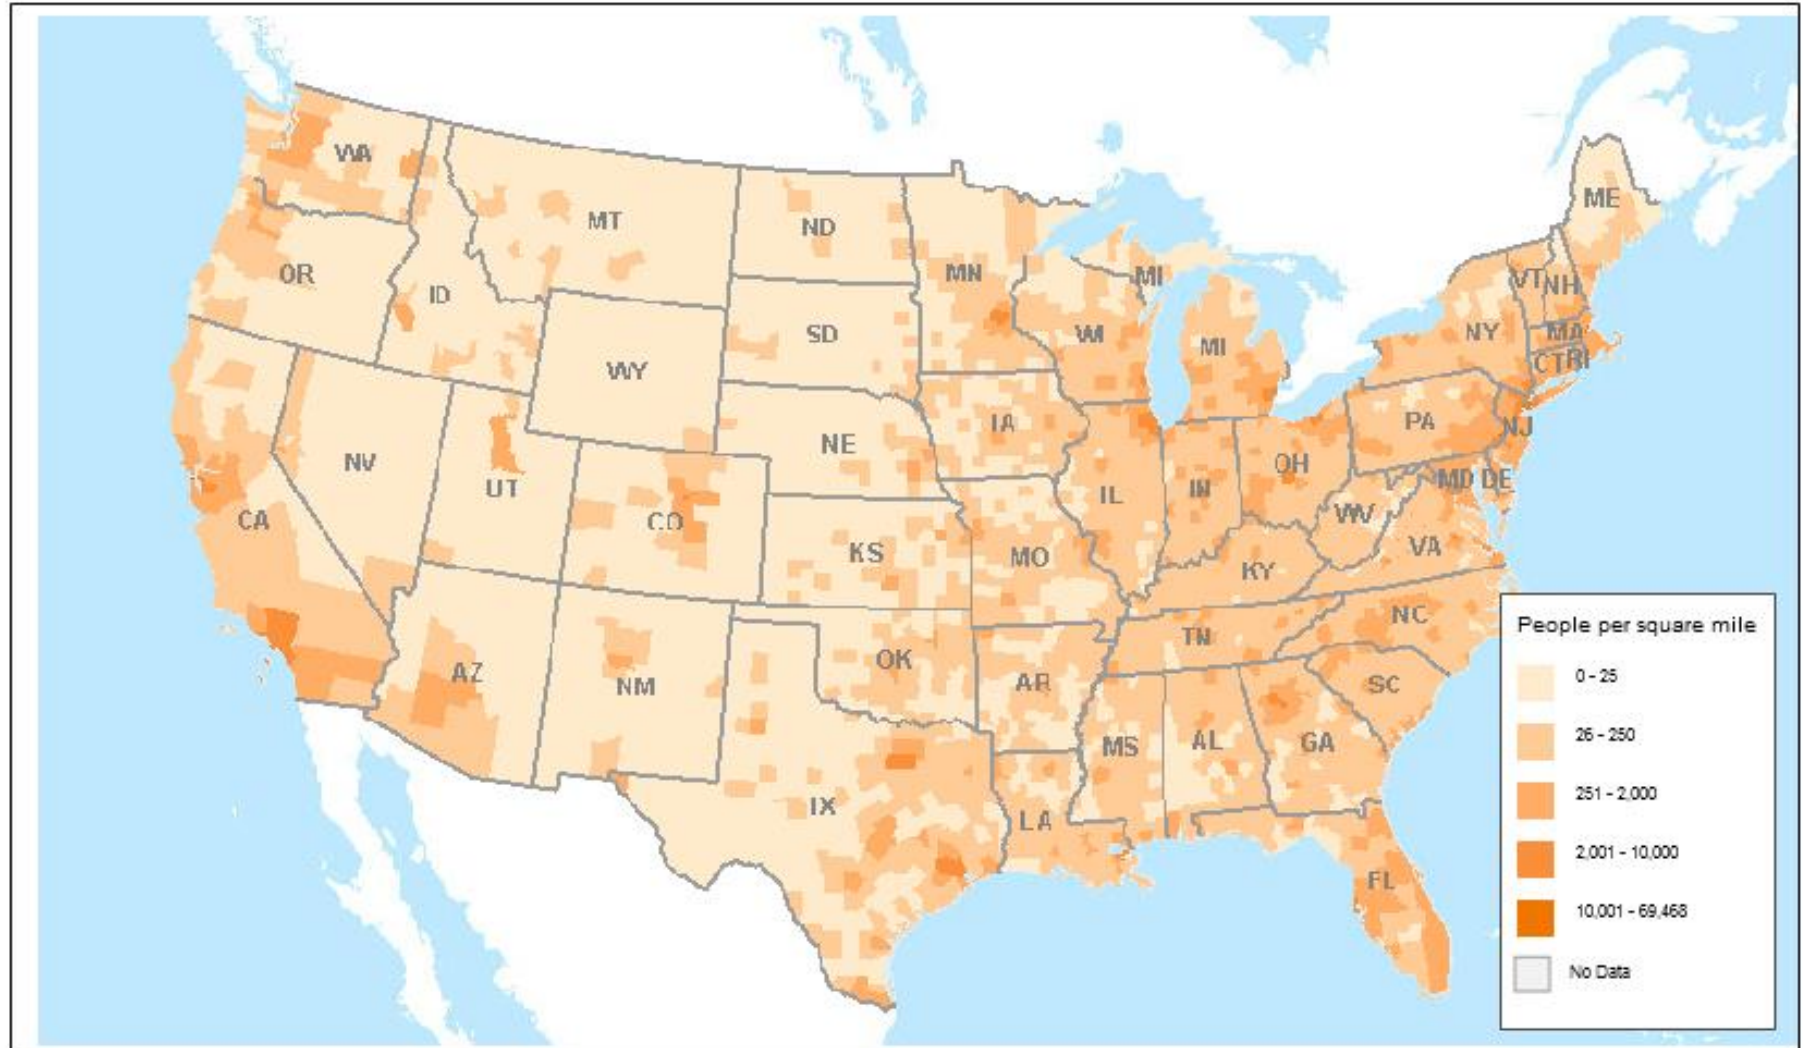 WA
MT
ND
MN
ME
OR
ID
SD
WI
MI
MI
NY
VT
NH
MA
CT
RI
WY
NE
IA
PA
NJ
NV
UT
CO
KS
MO
IL
IN
OH
MD
DE
WV
VA
KY
CA
AZ
NM
OK
AR
TN
NC
SC
MS
AL
GA
TX
LA
FL
People per square mile
0 - 25
26 - 250
251 - 2,000
2,001 - 10,000
10,001 - 69,468
No Data